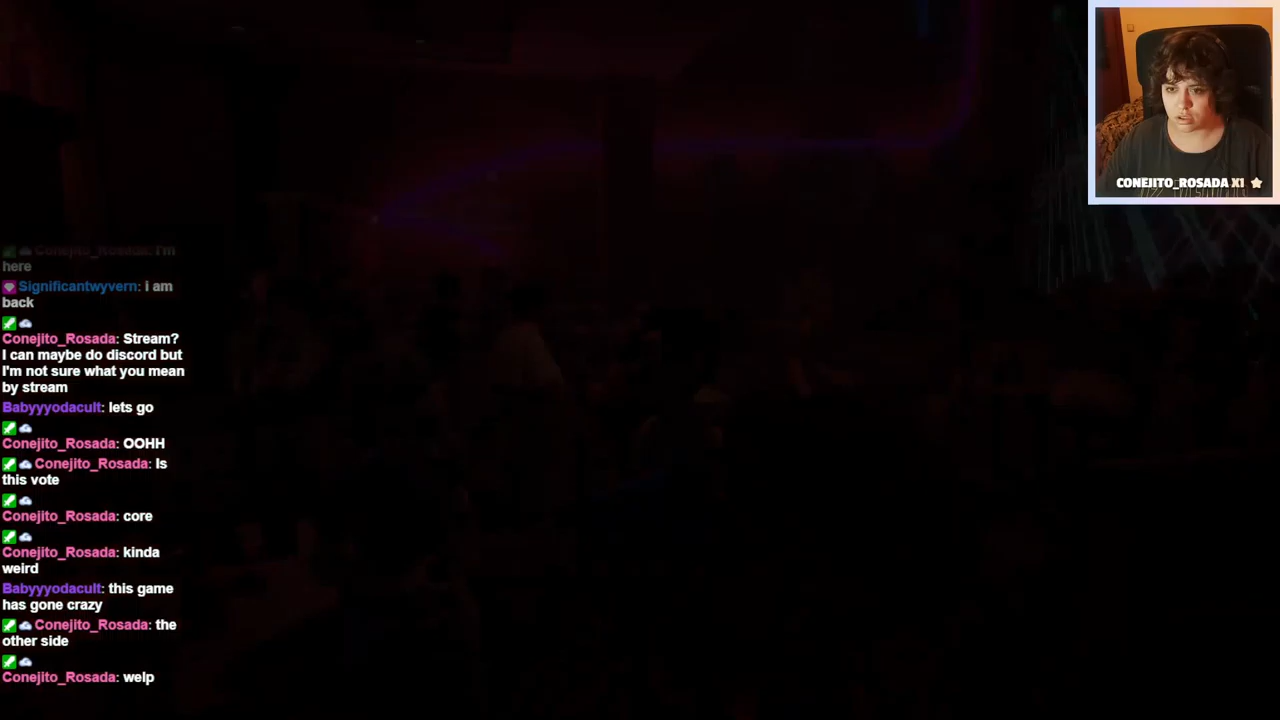 CONEJITO_ROSADA X1
Conejito_Rosada: I'm
here
Significantwyvern: i am
back
Conejito_Rosada: Stream?
I can maybe do discord but
I'm not sure what you mean
by stream
Babyyyodacult: lets go
Conejito_Rosada: OOHH
Conejito_Rosada: Is
this vote
Conejito_Rosada: core
Conejito_Rosada: kinda
weird
Babyyyodacult: this game
has gone crazy
Conejito_Rosada: the
other side
Conejito_Rosada: welp